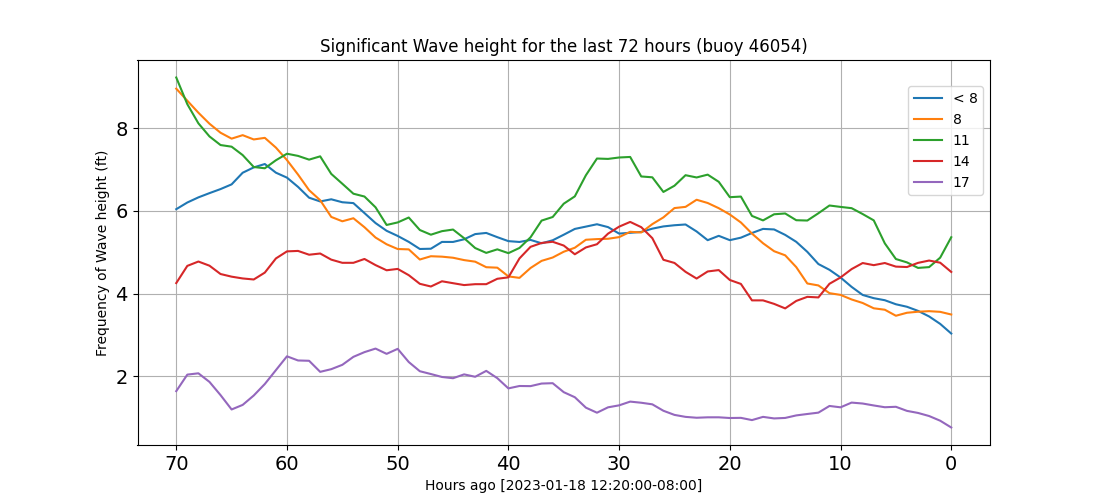 Significant Wave height for the last 72 hours (buoy 46054)
Frequency of Wave height (ft)
8
6
4
2
< 8
8
11
14
17
70 60 50 40 30 20 10 0
Hours ago [2023-01-18 12:20:00-08:00]